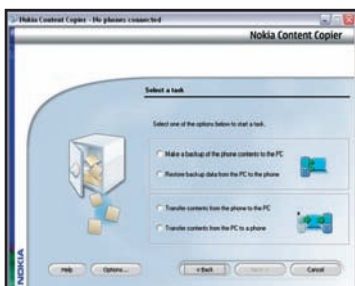 Nokia Content Copier - No phones connected
Nokia Content Copier
Select a task
Select one of the options below to start a task.
Make a backup of the phone contents to the PC
Restore backup data from the PC to the phone
Transfer contents from the phone to the PC
Transfer contents from the PC to a phone
NOKIA
Help
Options...
< Back
Next >
Cancel